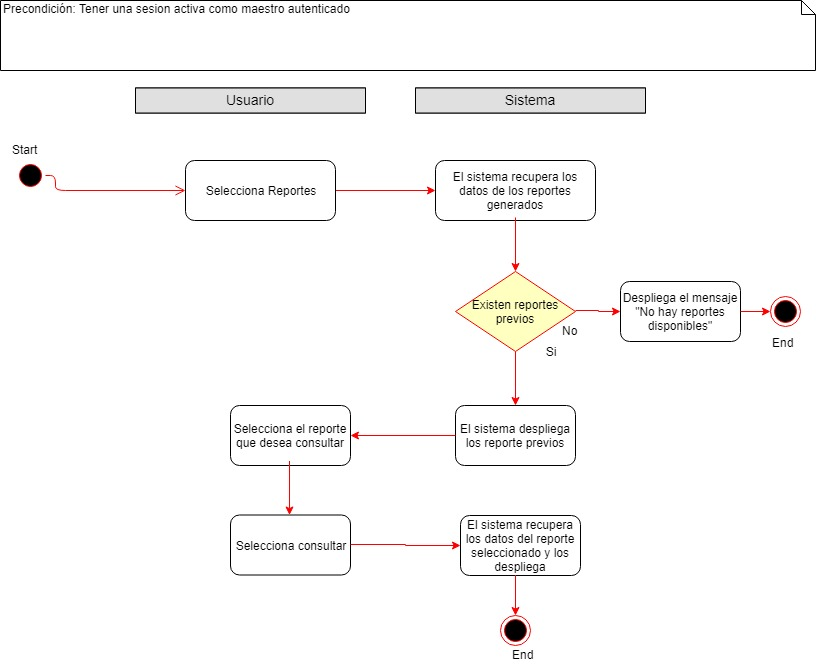 Precondición: Tener una sesion activa como maestro autenticado
Usuario
Sistema
Start
Selecciona Reportes
El sistema recupera los
datos de los reportes
generados
Existen reportes
previos
No
Si
Despliega el mensaje
"No hay reportes
disponibles"
End
El sistema despliega
los reporte previos
Selecciona el reporte
que desea consultar
Selecciona consultar
El sistema recupera
los datos del reporte
seleccionado y los
despliega
End